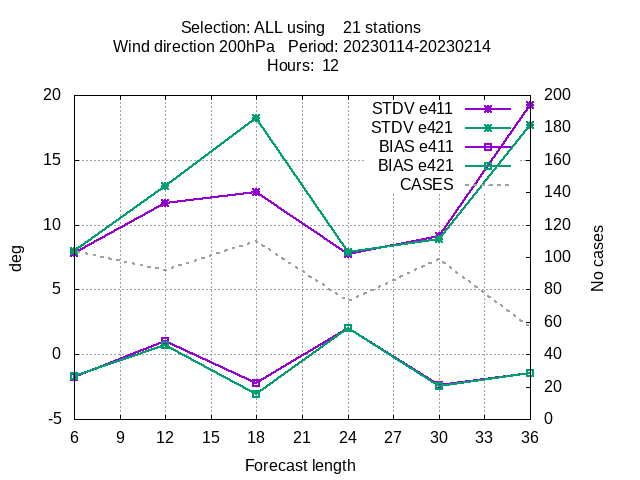 Selection: ALL using    21 stations
Wind direction 200hPa   Period: 20230114-20230214
Hours:  12
20
15
10
5
0
-5
deg
200
180
160
140
120
100
80
60
40
20
0
No cases
STDV e411
STDV e421
BIAS e411
BIAS e421
CASES
6 9 12 15 18 21 24 27 30 33 36
Forecast length